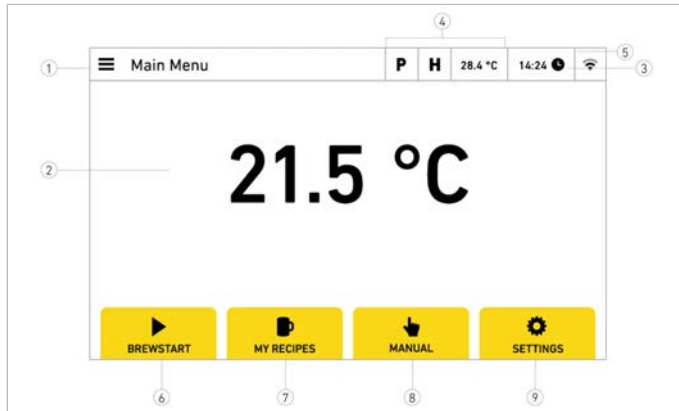 4
5
1 Main Menu P H 28.4 °C 14:24 3
2 21.5 °C
BREWSTART MY RECIPES MANUAL SETTINGS
6 7 8 9